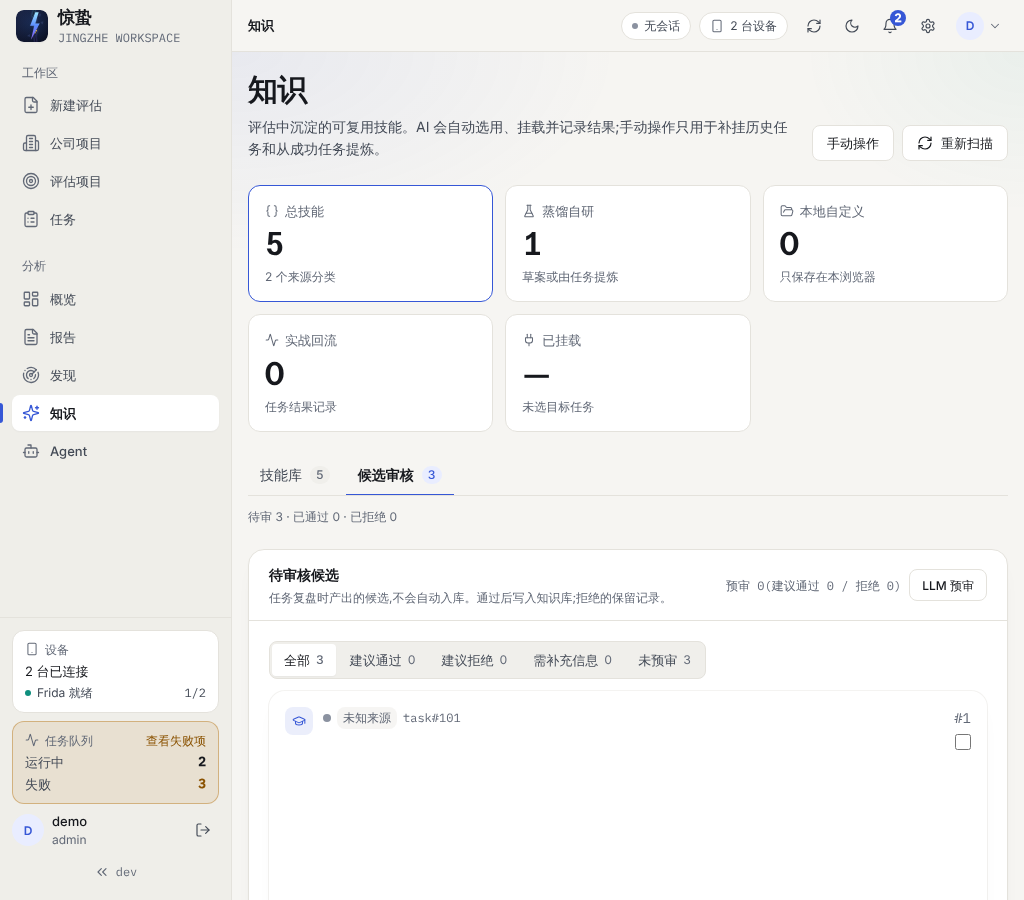 惊蛰
JINGZHE WORKSPACE
工作区
新建评估
公司项目
评估项目
任务
分析
概览
报告
发现
知识
Agent
设备
2 台已连接
Frida 就绪 1/2
任务队列 查看失败项
运行中 2
失败 3
D demo
admin
dev
知识
无会话
2 台设备
2
D
知识
评估中沉淀的可复用技能。AI 会自动选用、挂载并记录结果;手动操作只用于补挂历史任
务和从成功任务提炼。
手动操作
重新扫描
总技能
5
2 个来源分类
蒸馏自研
1
草案或由任务提炼
本地自定义
0
只保存在本浏览器
实战回流
0
任务结果记录
已挂载
—
未选目标任务
技能库 5
候选审核 3
待审 3 · 已通过 0 · 已拒绝 0
待审核候选
任务复盘时产出的候选,不会自动入库。通过后写入知识库;拒绝的保留记录。
预审 0(建议通过 0 / 拒绝 0)
LLM 预审
全部 3
建议通过 0
建议拒绝 0
需补充信息 0
未预审 3
未知来源 task#101
#1